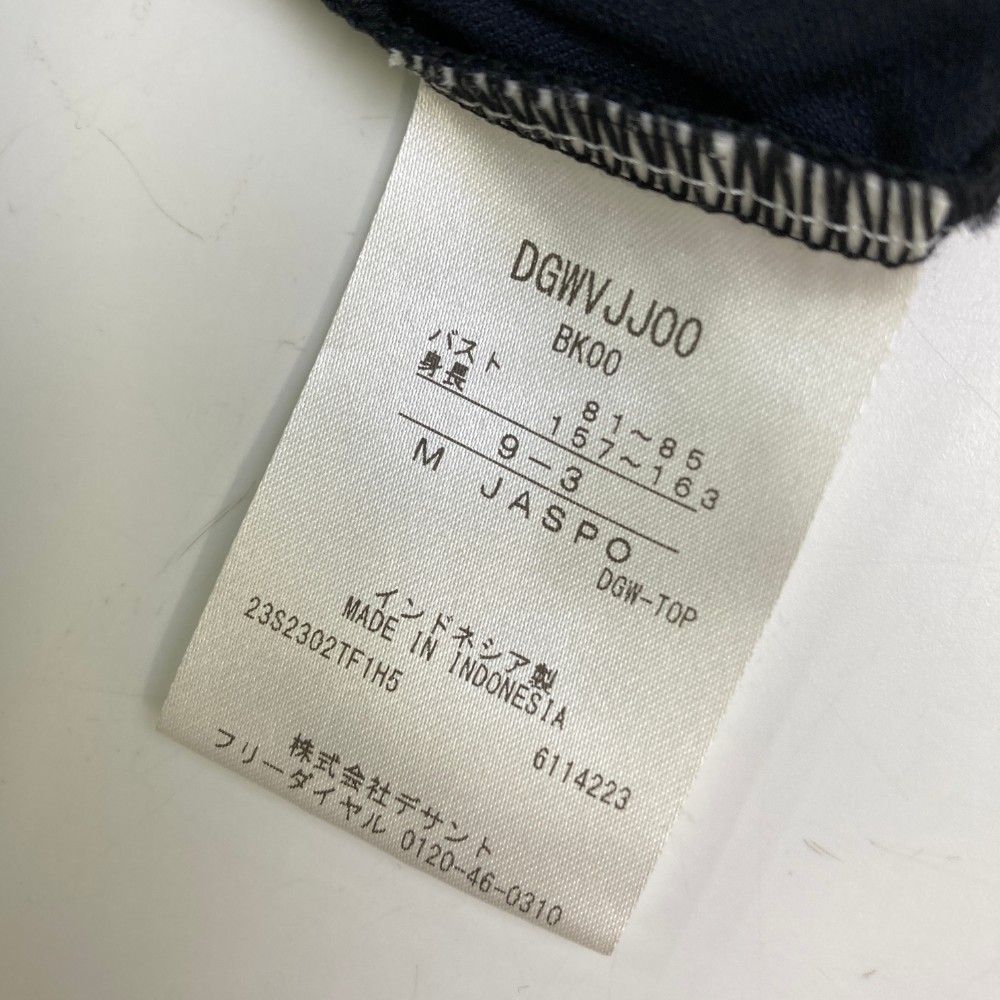 DGWVJJ00
BK00
バスト 81～85
身長 157～163
9-3
M JASPO
DGW-TOP
インドネシア製
MADE IN INDONESIA
23S2302TF1H5
6114223
株式会社デサント
フリーダイヤル 0120-46-0310